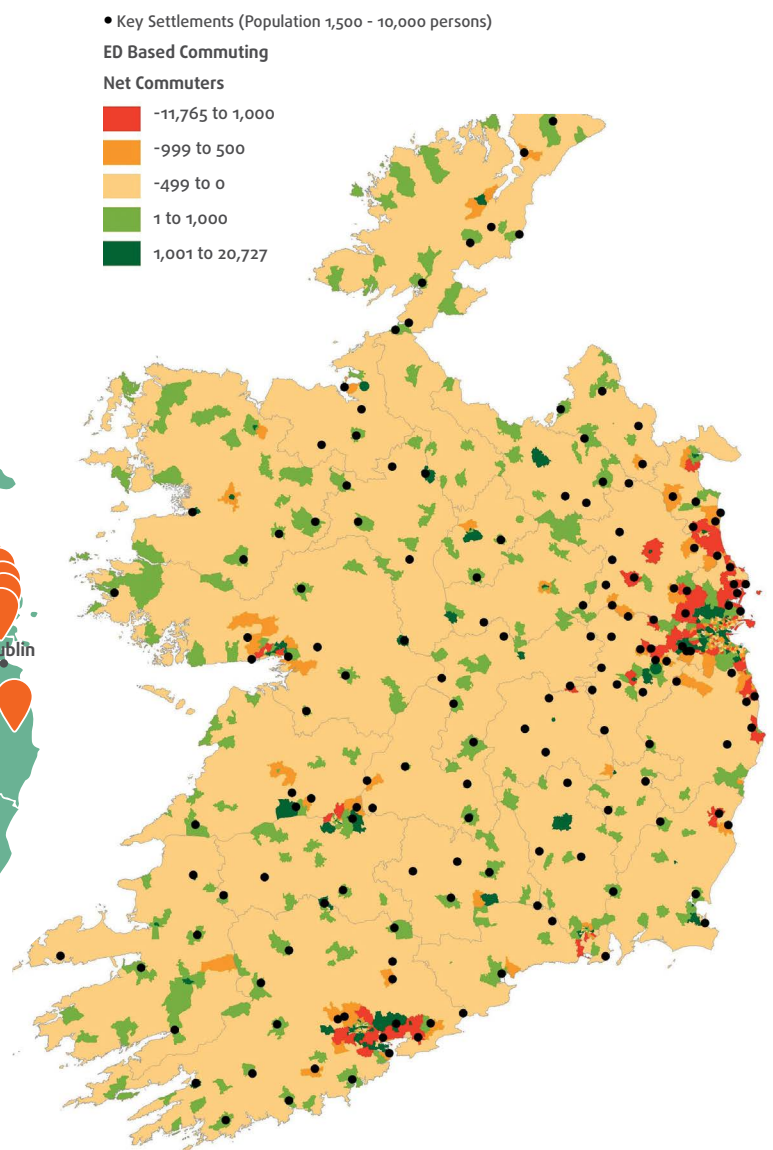 Key Settlements (Population 1,500 - 10,000 persons)
ED Based Commuting
Net Commuters
-11,765 to 1,000
-999 to 500
-499 to 0
1 to 1,000
1,001 to 20,727
ublin